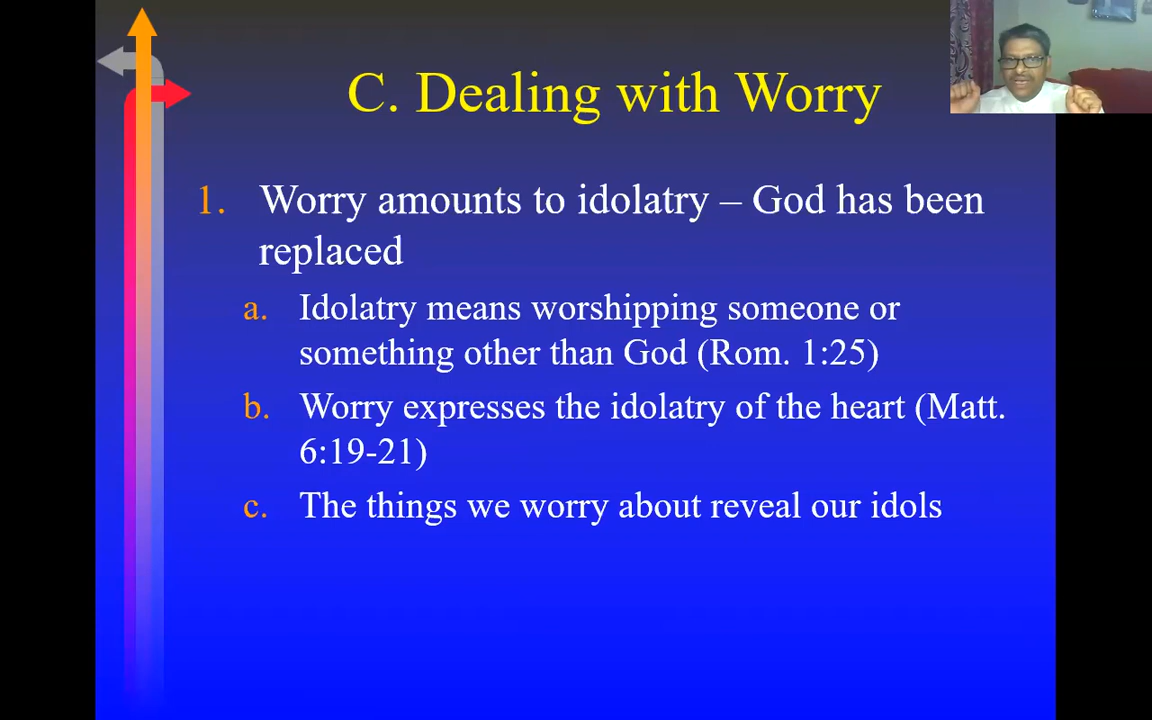 C. Dealing with Worry
1. Worry amounts to idolatry – God has been
replaced
a. Idolatry means worshipping someone or
something other than God (Rom. 1:25)
b. Worry expresses the idolatry of the heart (Matt.
6:19-21)
c. The things we worry about reveal our idols